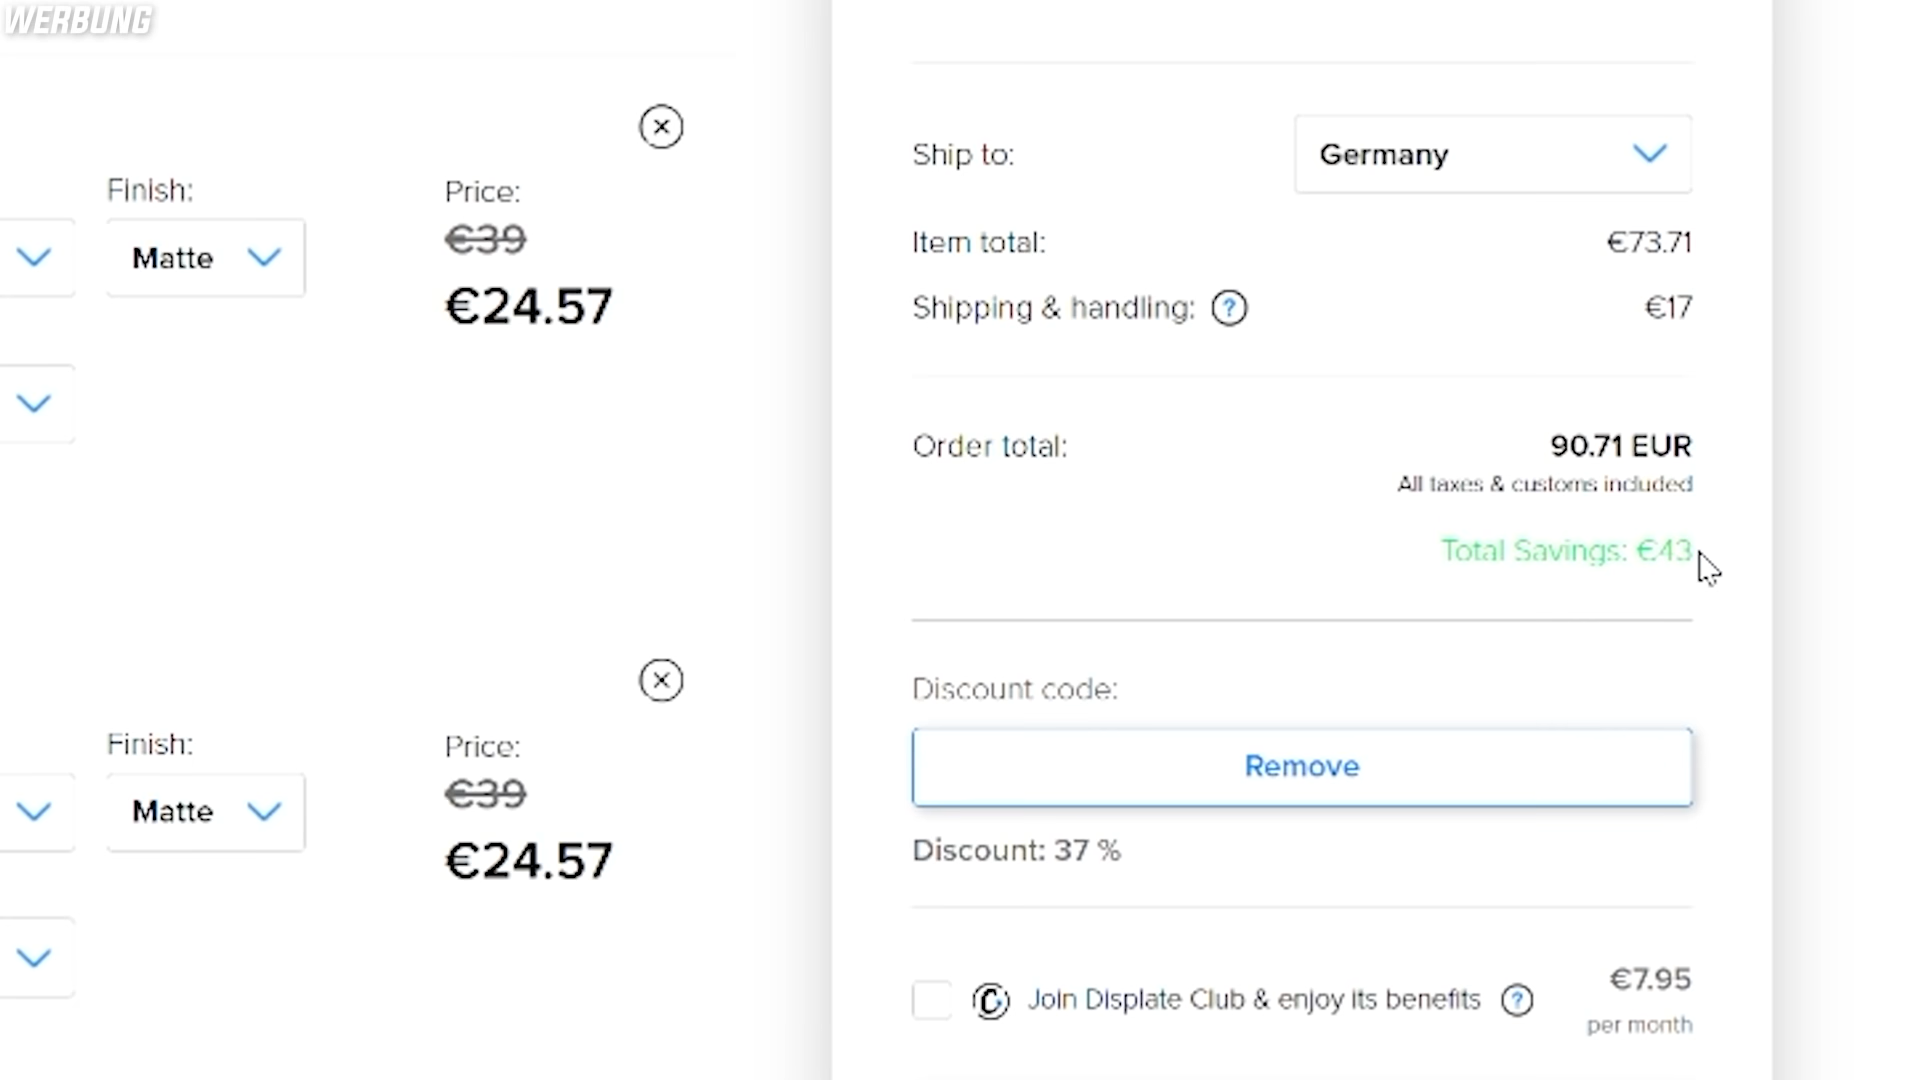 WERBUNG
Finish:
Matte
Price:
€39
€24.57
Finish:
Matte
Price:
€39
€24.57
Ship to:
Germany
Item total:
€73.71
Shipping & handling: ?
€17
Order total:
90.71 EUR
All taxes & customs included
Total Savings: €43
Discount code:
Remove
Discount: 37 %
Join Displate Club & enjoy its benefits ?
€7.95
per month